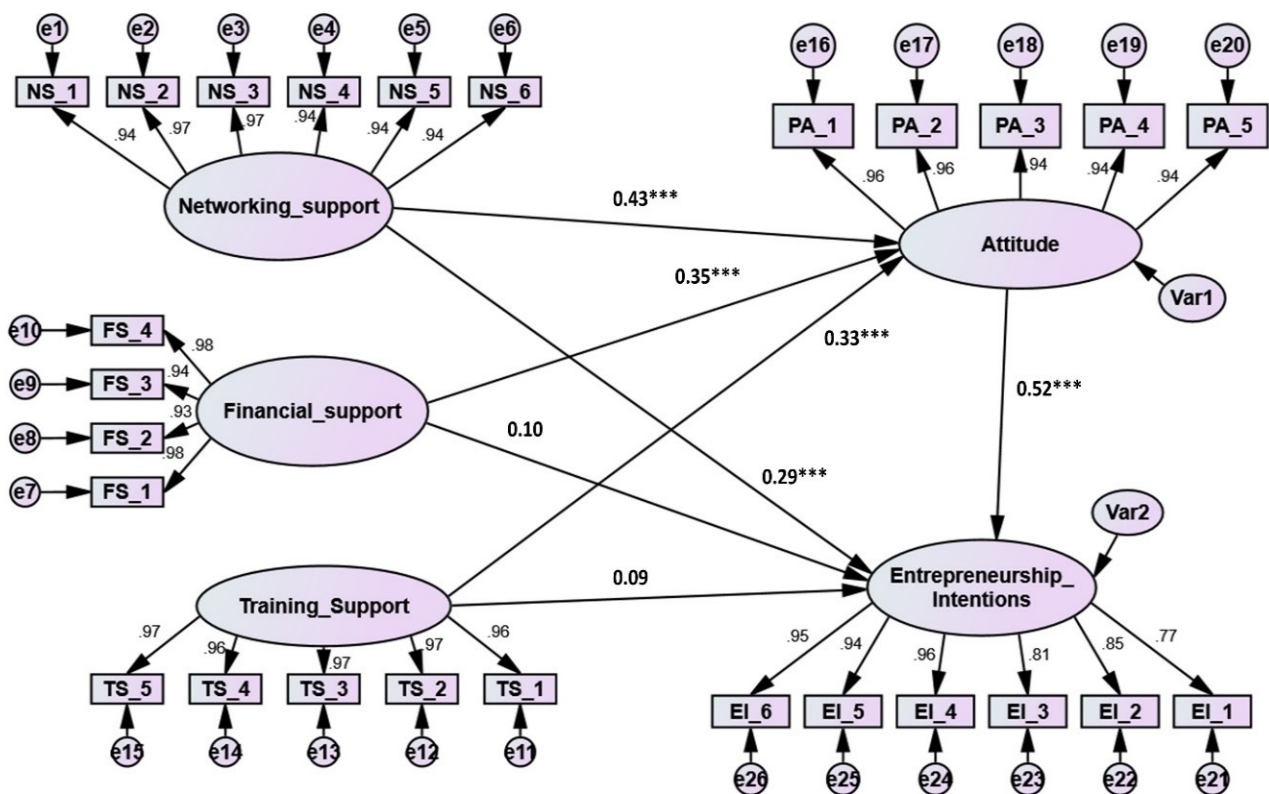 e1 e2 e3 e4 e5 e6
NS_1 NS_2 NS_3 NS_4 NS_5 NS_6
.94 .97 .97 .94 .94 .94
Networking_support
e16 e17 e18 e19 e20
PA_1 PA_2 PA_3 PA_4 PA_5
.96 .96 .94 .94 .94
Attitude
Var1
0.43***
0.35***
0.33***
0.52***
e10 FS_4 .98
e9 FS_3 .94
e8 FS_2 .93
e7 FS_1 .98
Financial_support
0.10
0.29***
0.09
Var2
Training_Support
.97 .96 .97 .97 .96
TS_5 TS_4 TS_3 TS_2 TS_1
e15 e14 e13 e12 e11
Entrepreneurship_
Intentions
.95 .94 .96 .81 .85 .77
EI_6 EI_5 EI_4 EI_3 EI_2 EI_1
e26 e25 e24 e23 e22 e21